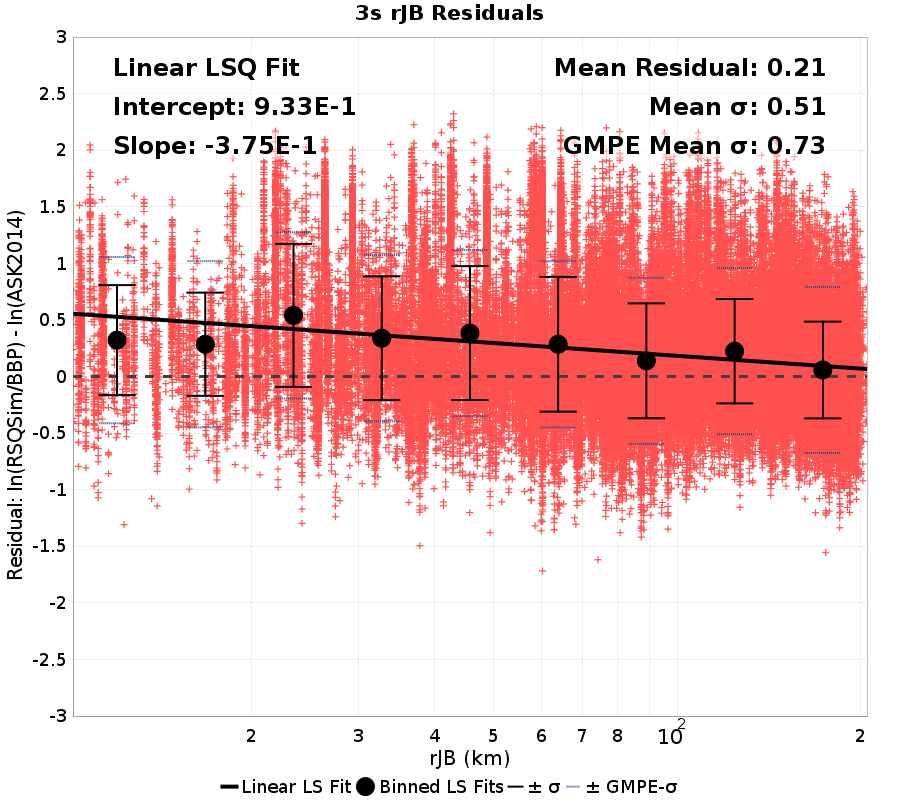 3s rJB Residuals
Linear LSQ Fit
Intercept: 9.33E-1
Slope: -3.75E-1
Mean Residual: 0.21
Mean σ: 0.51
GMPE Mean σ: 0.73
Residual: ln(RSQSim/BBP) - ln(ASK2014)
3
2.5
2
1.5
1
0.5
0
-0.5
-1
-1.5
-2
-2.5
-3
2 3 4 5 6 7 8 10² 2
rJB (km)
Linear LS Fit Binned LS Fits ± σ ± GMPE-σ